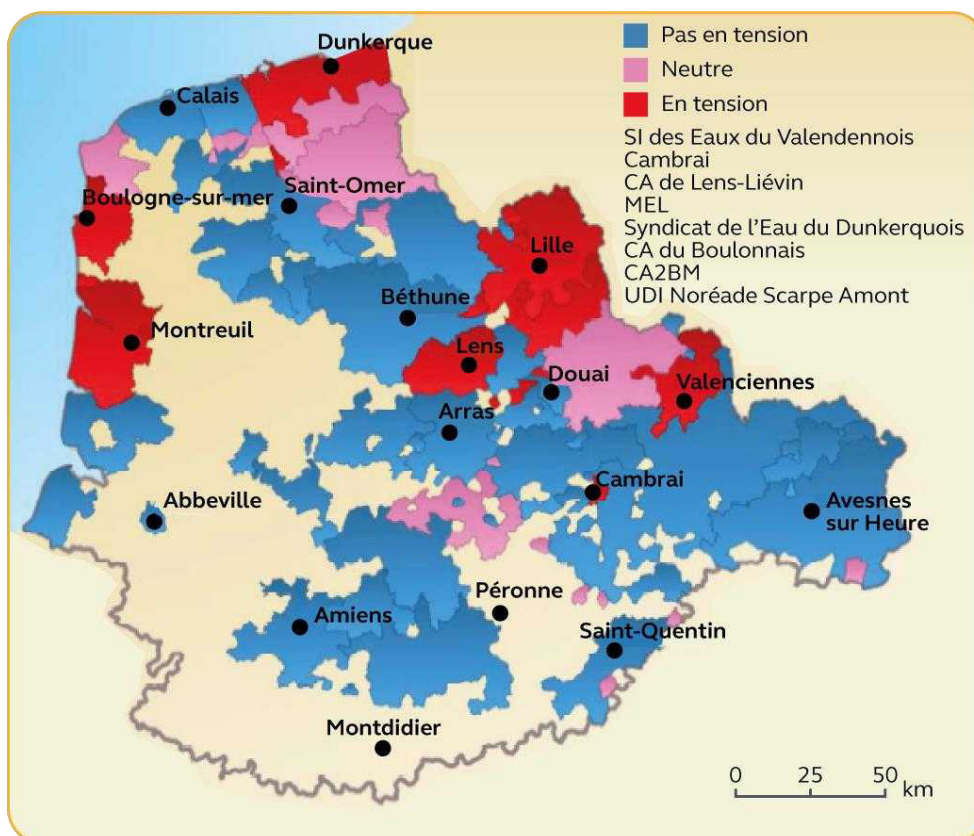 Pas en tension
Neutre
En tension
SI des Eaux du Valendennois
Cambrai
CA de Lens-Liévin
MEL
Syndicat de l'Eau du Dunkerquois
CA du Boulonnais
CA2BM
UDI Noréade Scarpe Amont
Dunkerque
Calais
Saint-Omer
Boulogne-sur-mer
Lille
Béthune
Montreuil
Lens
Douai
Valenciennes
Arras
Cambrai
Abbeville
Avesnes
sur Heure
Péronne
Amiens
Saint-Quentin
Montdidier
0 25 50 km